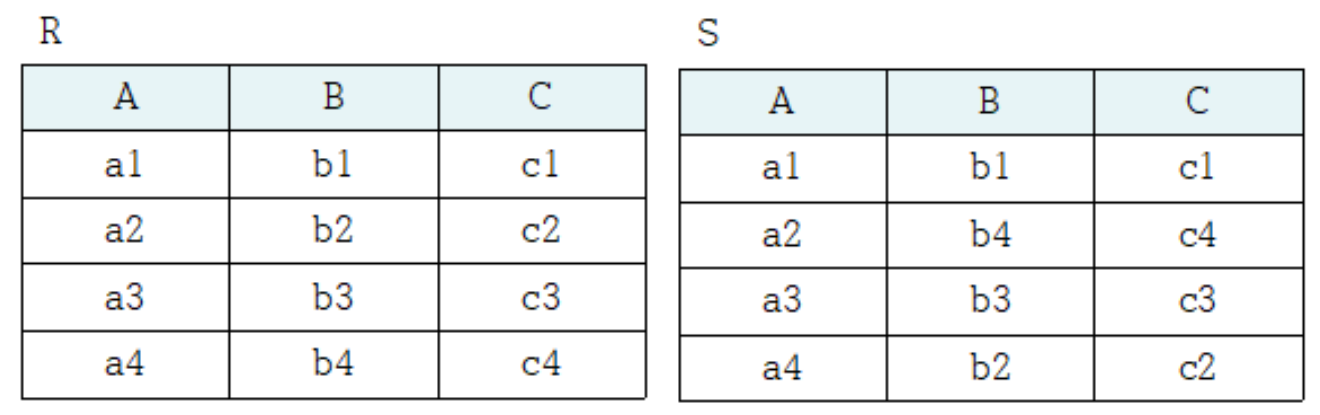 R
A B C
a1 b1 c1
a2 b2 c2
a3 b3 c3
a4 b4 c4
S
A B C
a1 b1 c1
a2 b4 c4
a3 b3 c3
a4 b2 c2